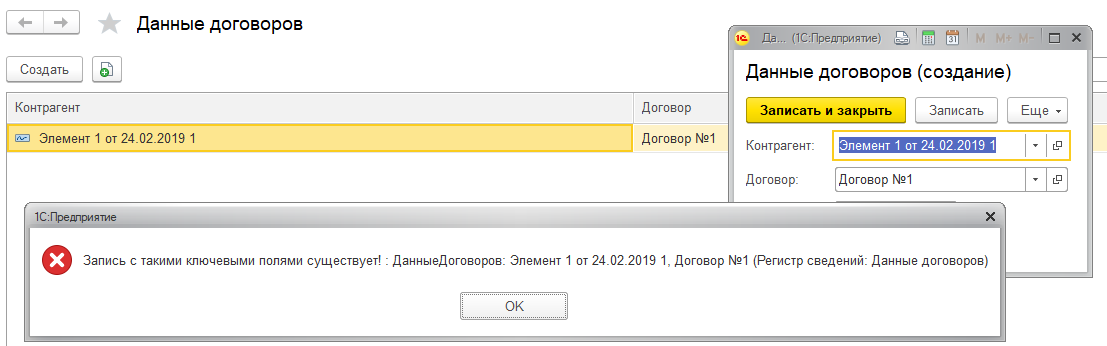 Данные договоров
Создать
Контрагент
Договор
Элемент 1 от 24.02.2019 1
Договор №1
1С
Да... (1С:Предприятие)
31
M
M+
M-
Данные договоров (создание)
Записать и закрыть
Записать
Еще
Контрагент:
Элемент 1 от 24.02.2019 1
Договор:
Договор №1
1С:Предприятие
Запись с такими ключевыми полями существует! : ДанныеДоговоров: Элемент 1 от 24.02.2019 1, Договор №1 (Регистр сведений: Данные договоров)
OK